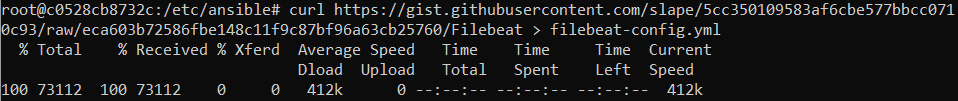 root@c0528cb8732c:/etc/ansible# curl https://gist.githubusercontent.com/slape/5cc350109583af6cbe577bbcc071
0c93/raw/eca603b72586fbe148c11f9c87bf96a63cb25760/Filebeat > filebeat-config.yml
  % Total    % Received % Xferd  Average Speed   Time    Time     Time  Current
                                 Dload  Upload   Total   Spent    Left  Speed
100 73112  100 73112    0     0   412k      0 --:--:-- --:--:-- --:--:--  412k